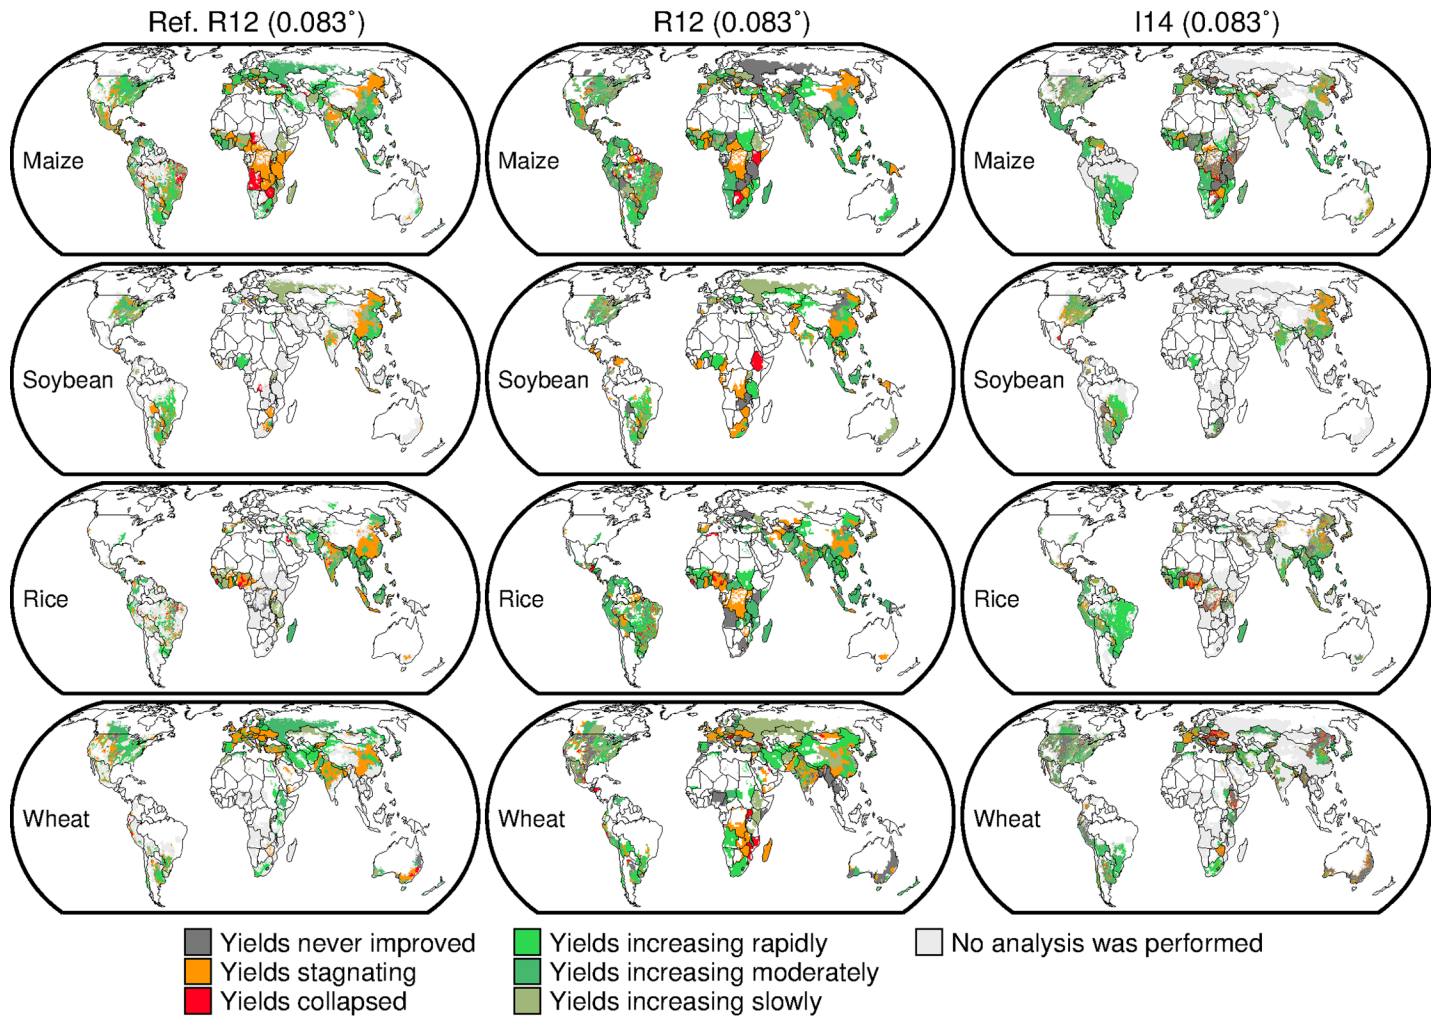 Ref. R12 (0.083˚) R12 (0.083˚) I14 (0.083˚)
Maize Maize Maize
Soybean Soybean Soybean
Rice Rice Rice
Wheat Wheat Wheat
Yields never improved Yields increasing rapidly No analysis was performed
Yields stagnating Yields increasing moderately
Yields collapsed Yields increasing slowly